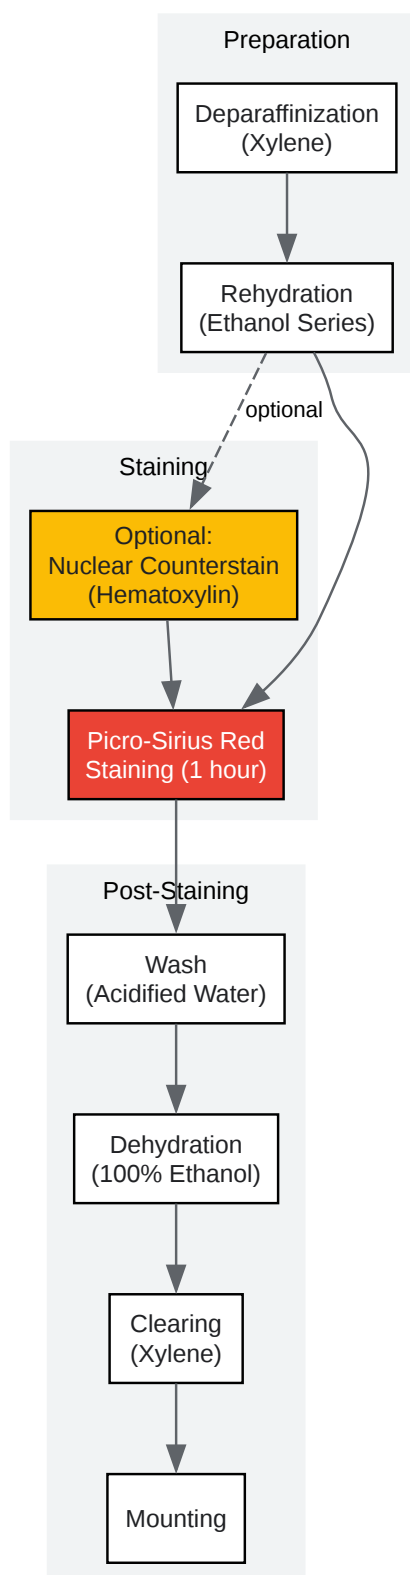 Preparation
Deparaffinization
(Xylene)
Rehydration
(Ethanol Series)
optional
Staining
Optional:
Nuclear Counterstain
(Hematoxylin)
Picro-Sirius Red
Staining (1 hour)
Post-Staining
Wash
(Acidified Water)
Dehydration
(100% Ethanol)
Clearing
(Xylene)
Mounting